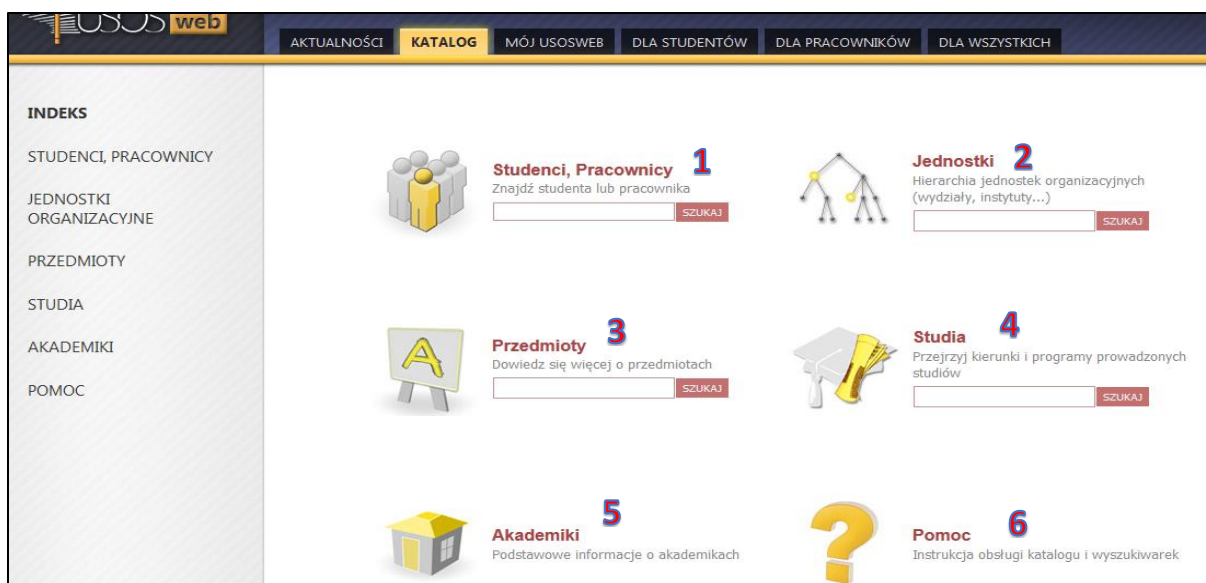 USOS web
AKTUALNOŚCI KATALOG MÓJ USOSWEB DLA STUDENTÓW DLA PRACOWNIKÓW DLA WSZYSTKICH
INDEKS
STUDENCI, PRACOWNICY
JEDNOSTKI
ORGANIZACYJNE
PRZEDMIOTY
STUDIA
AKADEMIKI
POMOC
Studenci, Pracownicy 1
Znajdź studenta lub pracownika
SZUKAJ
Jednostki 2
Hierarchia jednostek organizacyjnych
(wydziały, instytuty...)
SZUKAJ
Przedmioty 3
Dowiedz się więcej o przedmiotach
SZUKAJ
Studia 4
Przejrzyj kierunki i programy prowadzonych
studiów
SZUKAJ
Akademiki 5
Podstawowe informacje o akademikach
Pomoc 6
Instrukcja obsługi katalogu i wyszukiwarek